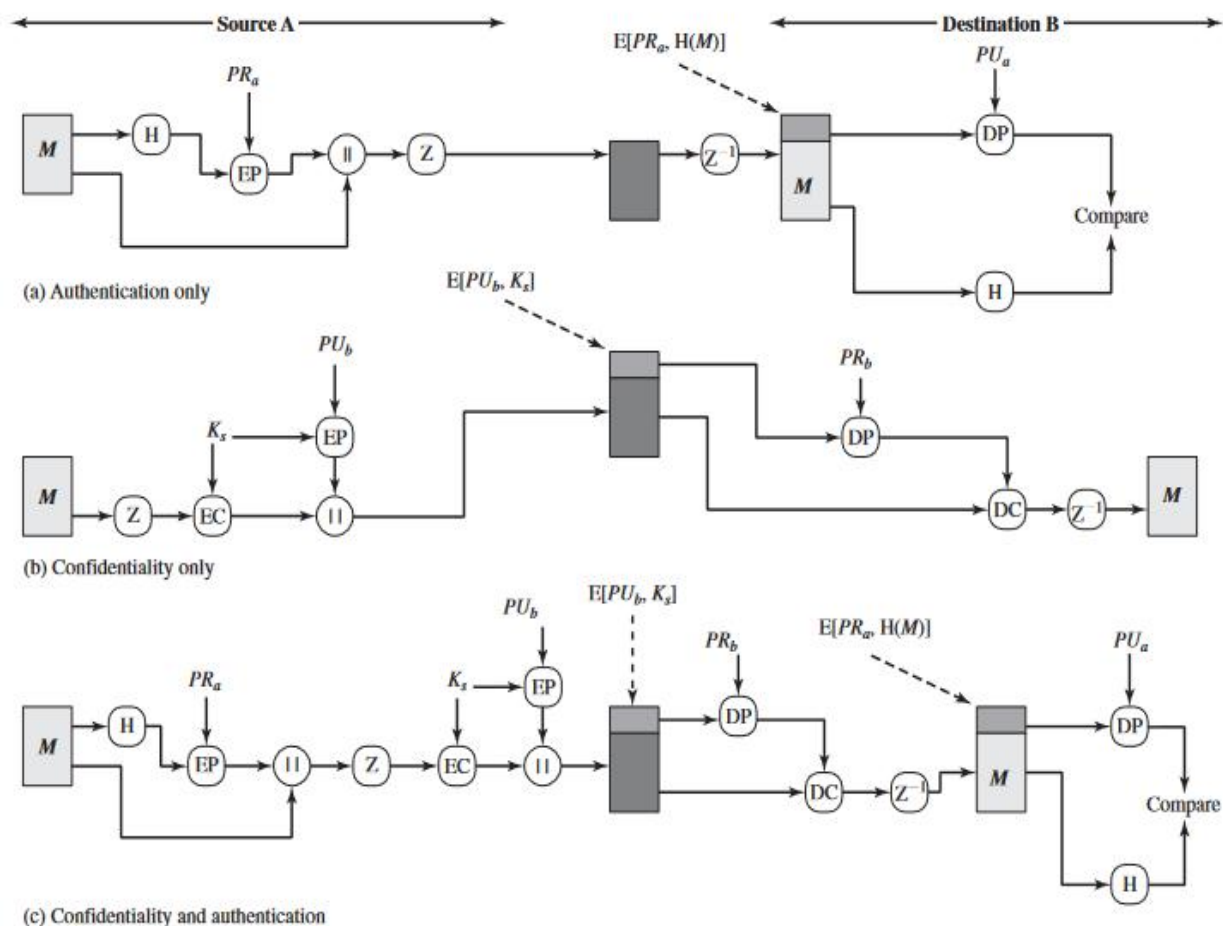 Source A
Destination B
E[PRa, H(M)]
PUa
PRa
M
H
EP
||
Z
Z⁻¹
M
DP
Compare
H
(a) Authentication only
E[PUb, Ks]
PUb
PRb
Ks
EP
DP
M
Z
EC
||
DC
Z⁻¹
M
(b) Confidentiality only
PUb
E[PUb, Ks]
E[PRa, H(M)]
PRa
Ks
PRb
PUa
EP
M
H
EP
||
Z
EC
||
DP
DC
Z⁻¹
M
DP
Compare
H
(c) Confidentiality and authentication